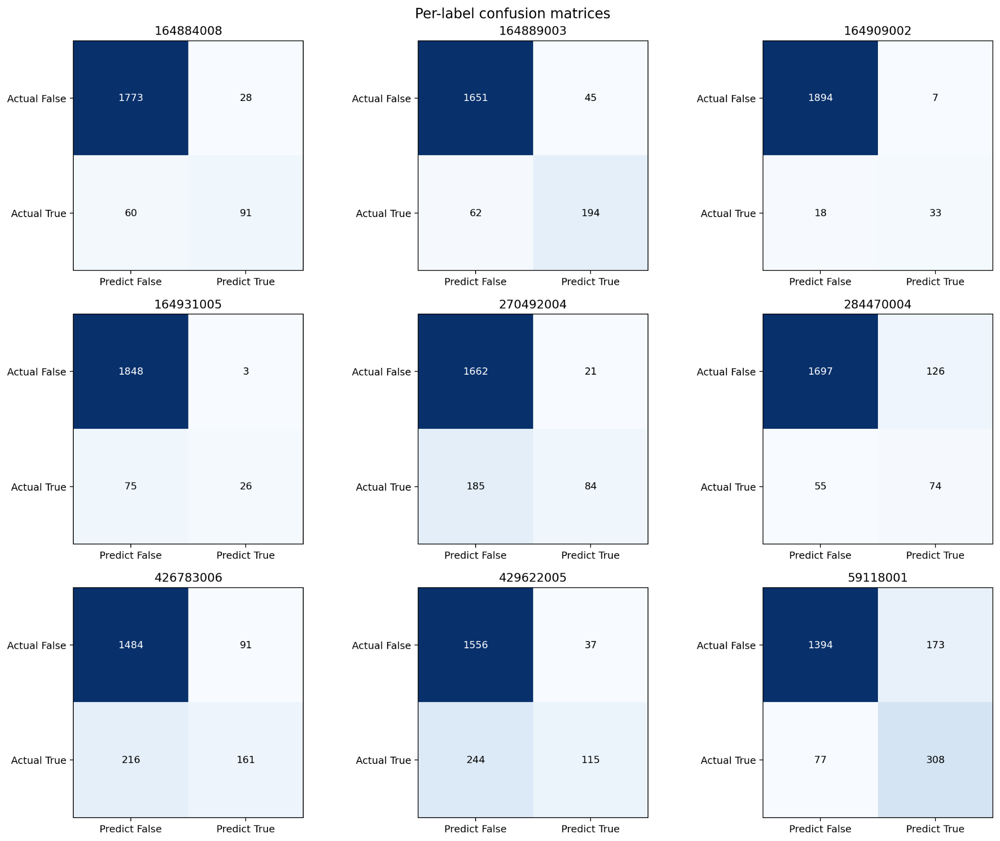 Per-label confusion matrices
164884008
Actual False
1773
28
Actual True
60
91
Predict False
Predict True
164889003
Actual False
1651
45
Actual True
62
194
Predict False
Predict True
164909002
Actual False
1894
7
Actual True
18
33
Predict False
Predict True
164931005
Actual False
1848
3
Actual True
75
26
Predict False
Predict True
270492004
Actual False
1662
21
Actual True
185
84
Predict False
Predict True
284470004
Actual False
1697
126
Actual True
55
74
Predict False
Predict True
426783006
Actual False
1484
91
Actual True
216
161
Predict False
Predict True
429622005
Actual False
1556
37
Actual True
244
115
Predict False
Predict True
59118001
Actual False
1394
173
Actual True
77
308
Predict False
Predict True